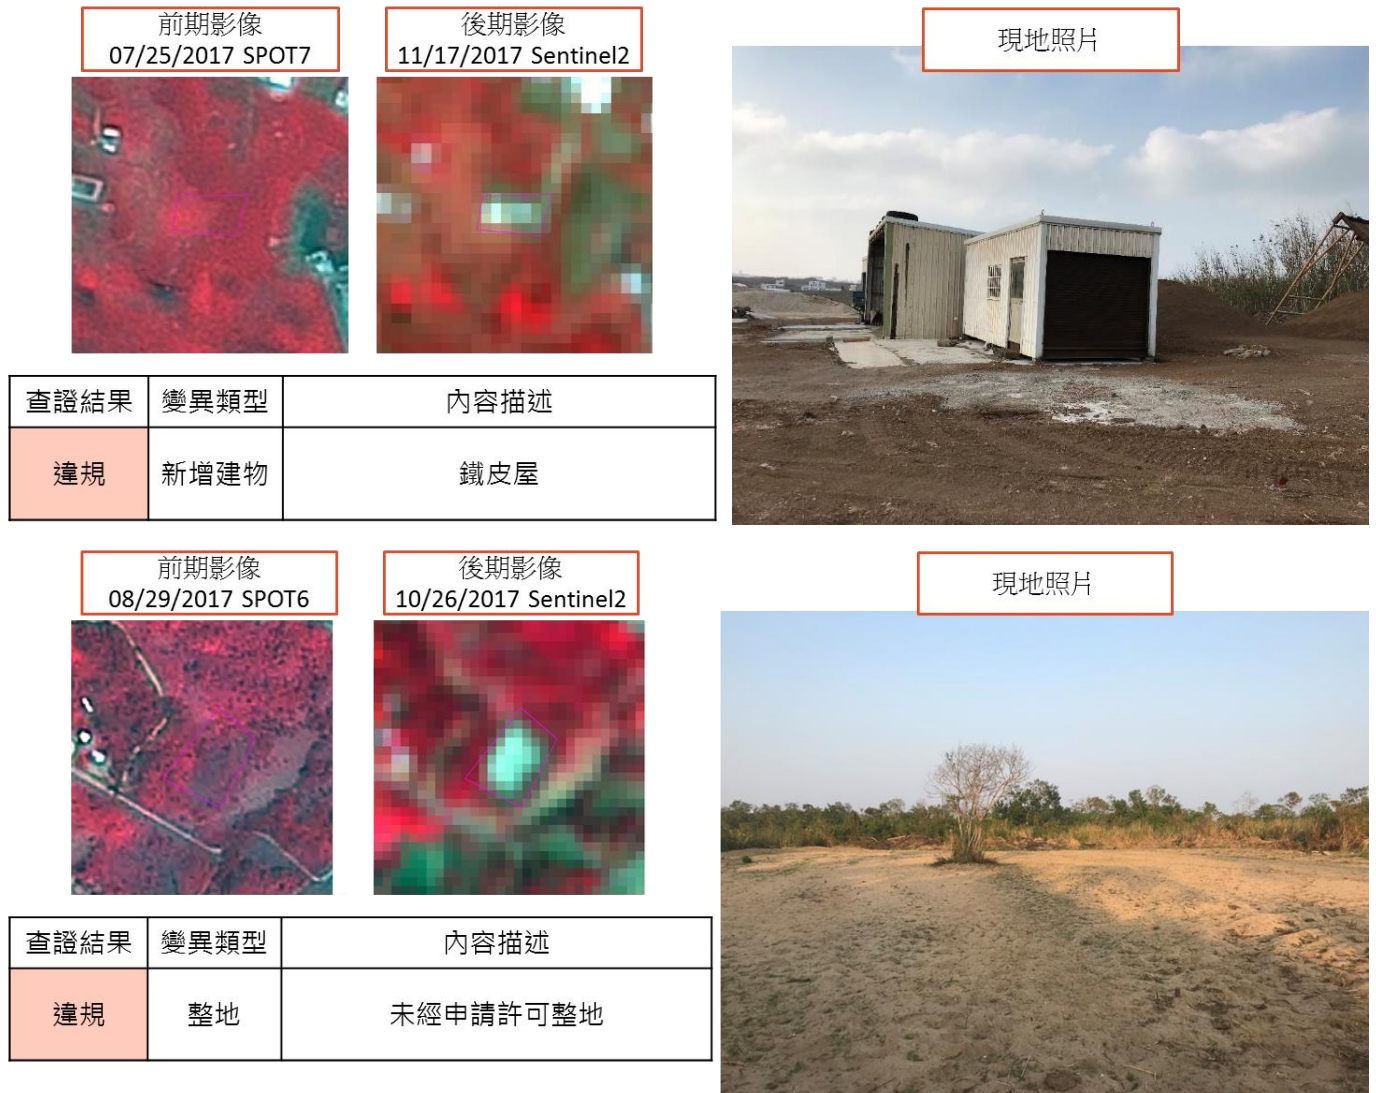 前期影像
07/25/2017 SPOT7
後期影像
11/17/2017 Sentinel2
現地照片
查證結果 變異類型 內容描述
違規 新增建物 鐵皮屋
前期影像
08/29/2017 SPOT6
後期影像
10/26/2017 Sentinel2
現地照片
查證結果 變異類型 內容描述
違規 整地 未經申請許可整地